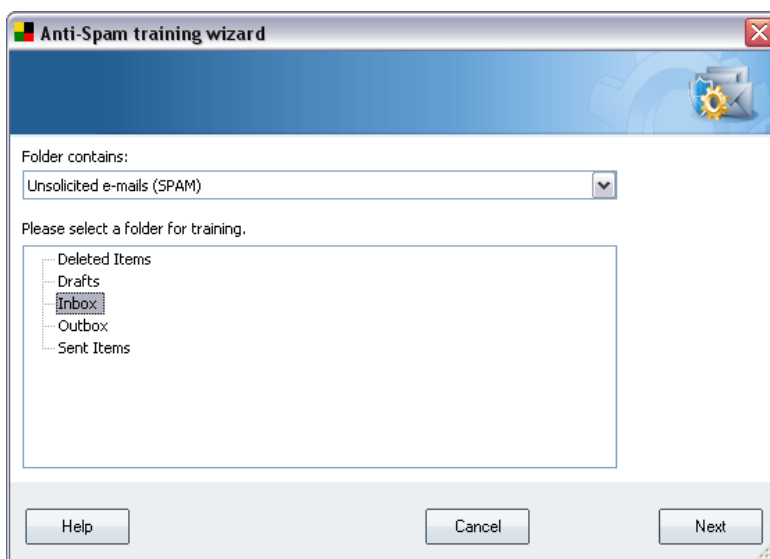 Anti-Spam training wizard
Folder contains:
Unsolicited e-mails (SPAM)
Please select a folder for training.
Deleted Items
Drafts
Inbox
Outbox
Sent Items
Help
Cancel
Next